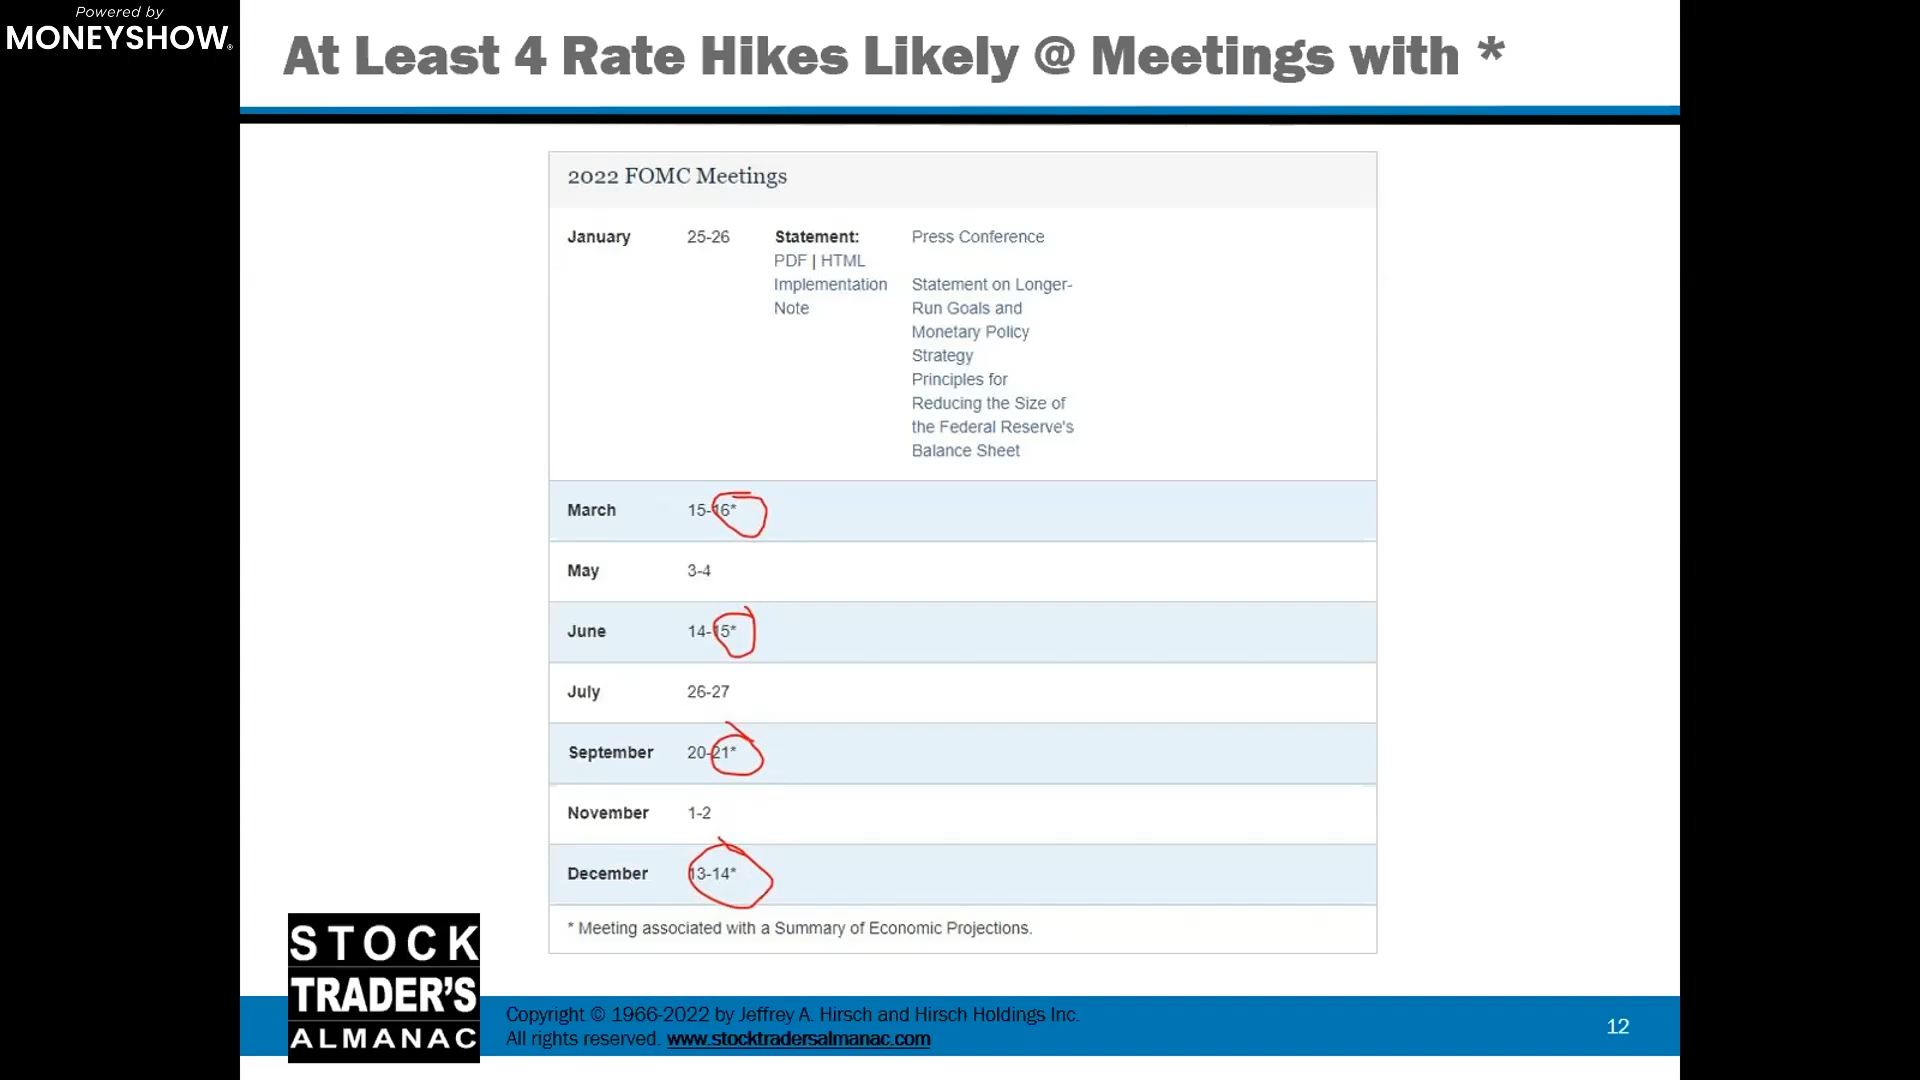 Powered by
MONEYSHOW®
At Least 4 Rate Hikes Likely @ Meetings with *
2022 FOMC Meetings
January 25-26 Statement: Press Conference
PDF | HTML
Implementation Statement on Longer-
Note Run Goals and
Monetary Policy
Strategy
Principles for
Reducing the Size of
the Federal Reserve's
Balance Sheet
March 15-16*
May 3-4
June 14-15*
July 26-27
September 20-21*
November 1-2
December 13-14*
* Meeting associated with a Summary of Economic Projections.
STOCK
TRADER'S
ALMANAC
Copyright © 1966-2022 by Jeffrey A. Hirsch and Hirsch Holdings Inc.
All rights reserved. www.stocktradersalmanac.com
12